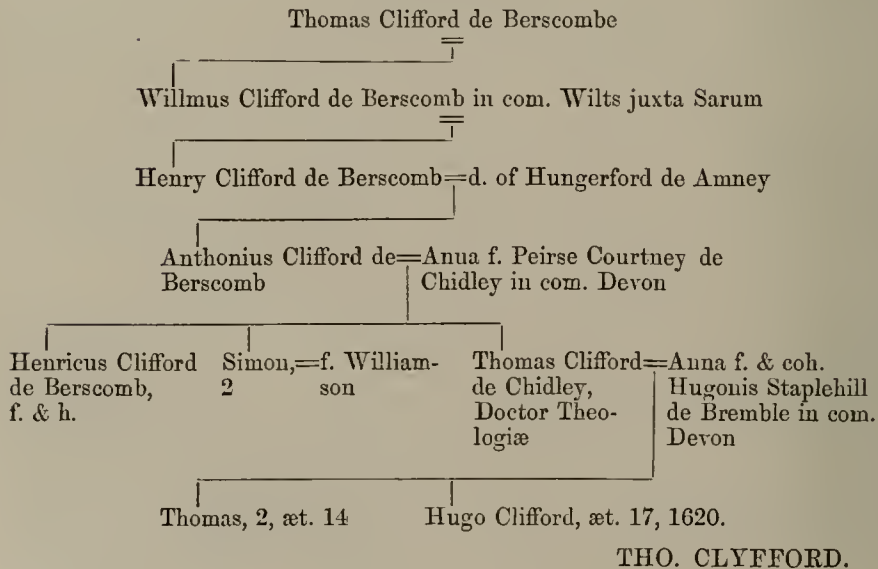 Thomas Clifford de Berscombe
Willmus Clifford de Berscomb in com. Wilts juxta Sarum
Henry Clifford de Berscomb=d. of Hungerford de Amney
Anthonius Clifford de=Anua f. Peirse Courtney de
Berscomb Chidley in com. Devon
Henricus Clifford Simon,=f. William- Thomas Clifford=Anna f. & coh.
de Berscomb, 2 son de Chidley, Hugonis Staplehill
f. & h. Doctor Theo- de Bremble in com.
logiæ Devon
Thomas, 2, æt. 14 Hugo Clifford, æt. 17, 1620.
THO. CLYFFORD.